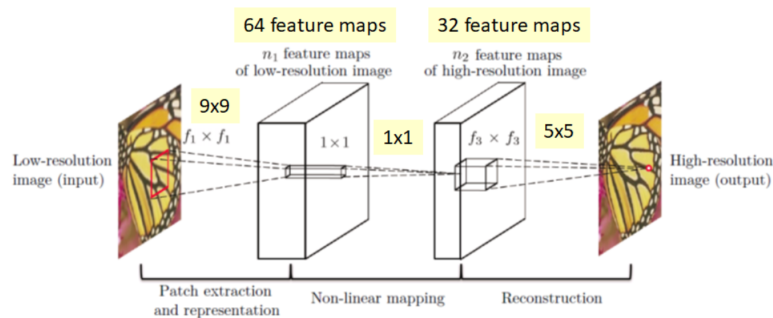 64 feature maps
32 feature maps
n₁ feature maps
of low-resolution image
n₂ feature maps
of high-resolution image
9x9
f₁ × f₁
1×1
1x1
f₃ × f₃
5x5
Low-resolution
image (input)
High-resolution
image (output)
Patch extraction
and representation
Non-linear mapping
Reconstruction